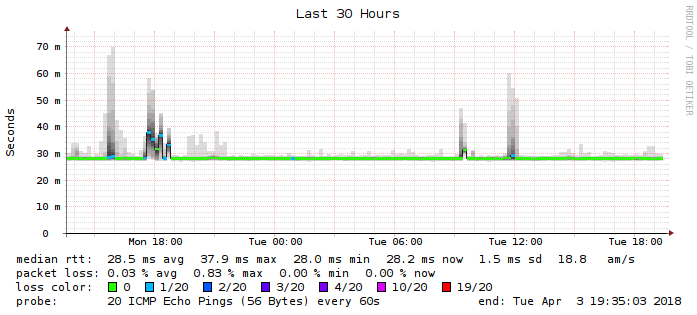 Last 30 Hours
RRDTOOL / TOBI OETIKER
Seconds
70 m
60 m
50 m
40 m
30 m
20 m
10 m
0
Mon 18:00 Tue 00:00 Tue 06:00 Tue 12:00 Tue 18:00
median rtt: 28.5 ms avg 37.9 ms max 28.0 ms min 28.2 ms now 1.5 ms sd 18.8 am/s
packet loss: 0.03 % avg 0.83 % max 0.00 % min 0.00 % now
loss color: 0 1/20 2/20 3/20 4/20 10/20 19/20
probe: 20 ICMP Echo Pings (56 Bytes) every 60s end: Tue Apr 3 19:35:03 2018